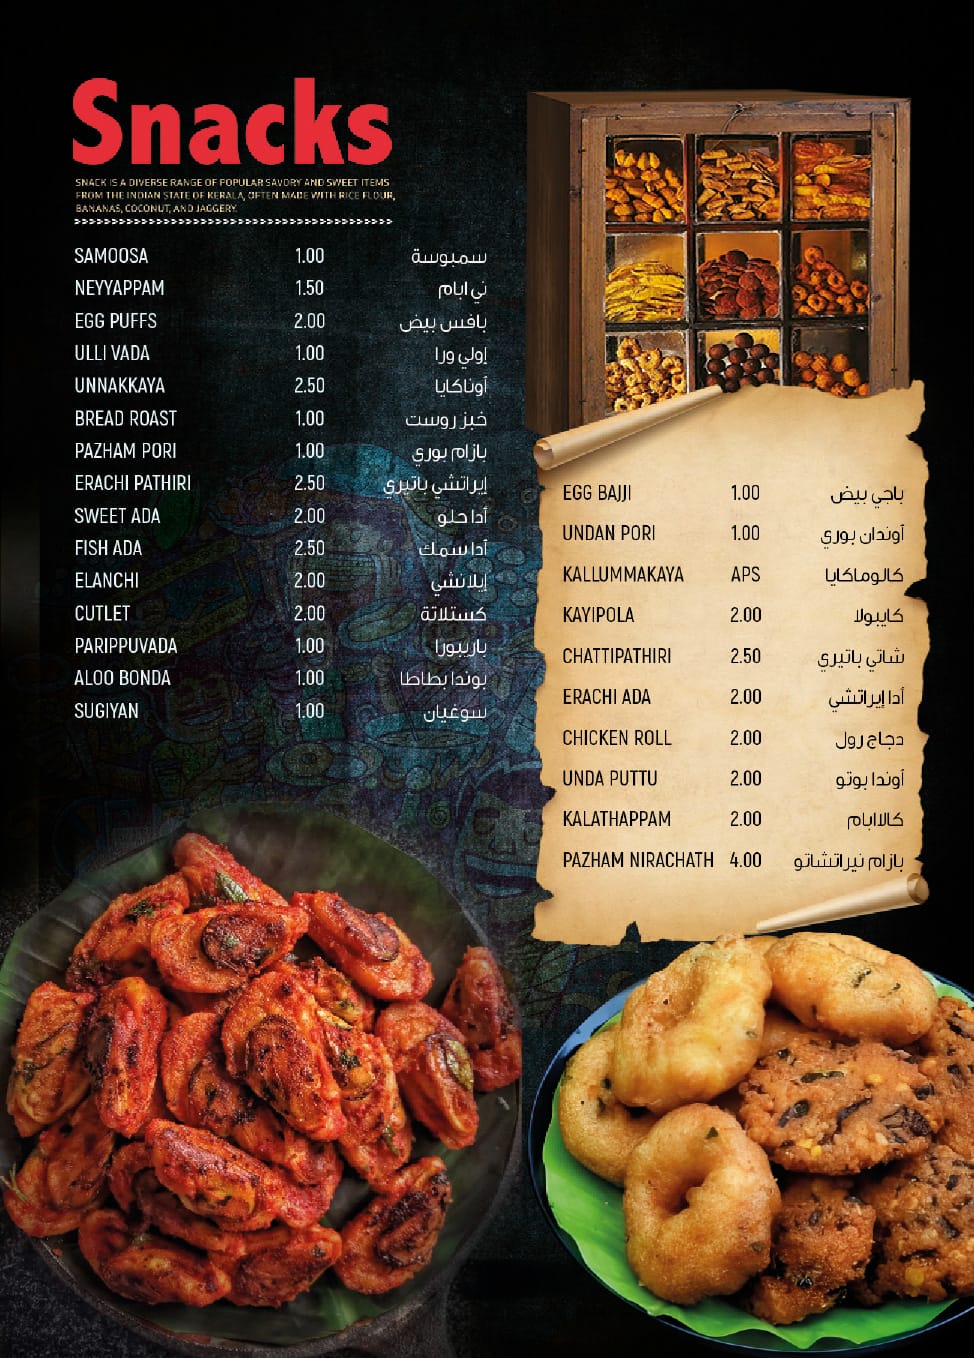 Snacks
SNACK IS A DIVERSE RANGE OF POPULAR SAVORY AND SWEET ITEMS
FROM THE INDIAN STATE OF KERALA, OFTEN MADE WITH RICE FLOUR,
BANANAS, COCONUT, AND JAGGERY.
SAMOOSA 1.00 سمبوسة
NEYYAPPAM 1.50 ني ابام
EGG PUFFS 2.00 بافس بيض
ULLI VADA 1.00 إولي ورا
UNNAKKAYA 2.50 أوناكايا
BREAD ROAST 1.00 خبز روست
PAZHAM PORI 1.00 بازام بوري
ERACHI PATHIRI 2.50 إيراتشي باتيري
SWEET ADA 2.00 أدا حلو
FISH ADA 2.50 أدا سمك
ELANCHI 2.00 إيلانشي
CUTLET 2.00 كستلاتة
PARIPPUVADA 1.00 باريبورا
ALOO BONDA 1.00 بوندا بطاطا
SUGIYAN 1.00 سوغيان
EGG BAJJI 1.00 باجي بيض
UNDAN PORI 1.00 أوندان بوري
KALLUMMAKAYA APS كالوماكايا
KAYIPOLA 2.00 كايبولا
CHATTIPATHIRI 2.50 شاتي باتيري
ERACHI ADA 2.00 أدا إيراتشي
CHICKEN ROLL 2.00 دجاج رول
UNDA PUTTU 2.00 أوندا بوتو
KALATHAPPAM 2.00 كالاابام
PAZHAM NIRACHATH 4.00 بازام نيراتشاتو